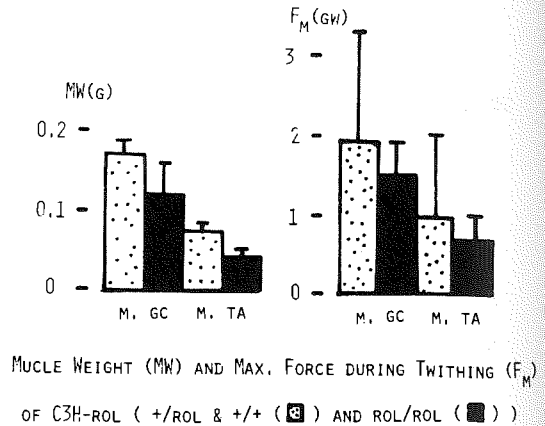 MW(G)
0.2
0.1
0
M. GC M. TA
F_M(GW)
3
2
1
0
M. GC M. TA
MUCLE WEIGHT (MW) AND MAX. FORCE DURING TWITHING (F_M)
OF C3H-ROL ( +/ROL & +/+ ( ) AND ROL/ROL ( ) )